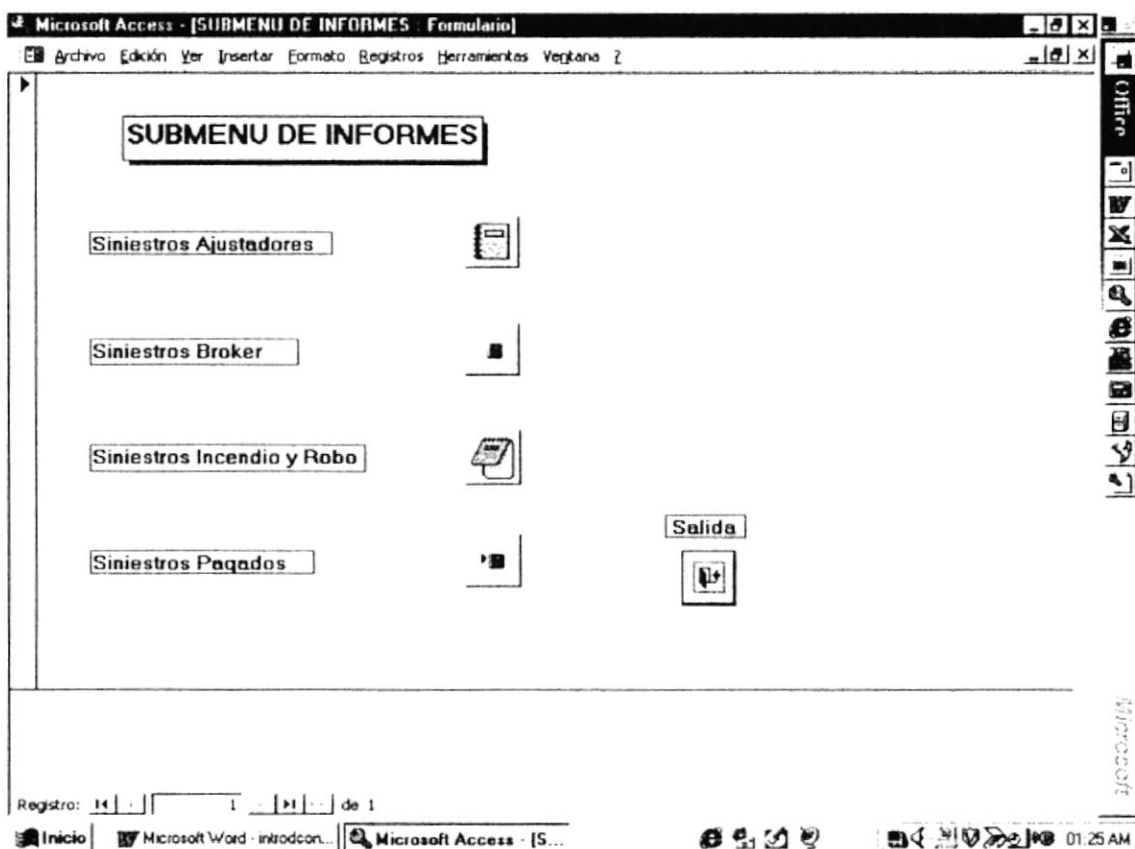 Microsoft Access - [SUBMENU DE INFORMES : Formulario]
Archivo Edición Ver Insertar Formato Registros Herramientas Ventana ?
Office
SUBMENU DE INFORMES
Siniestros Ajustadores
Siniestros Broker
Siniestros Incendio y Robo
Siniestros Pagados
Salida
Microsoft
Registro: 1 de 1
Inicio Microsoft Word - introdcon... Microsoft Access - [S... 01:25 AM